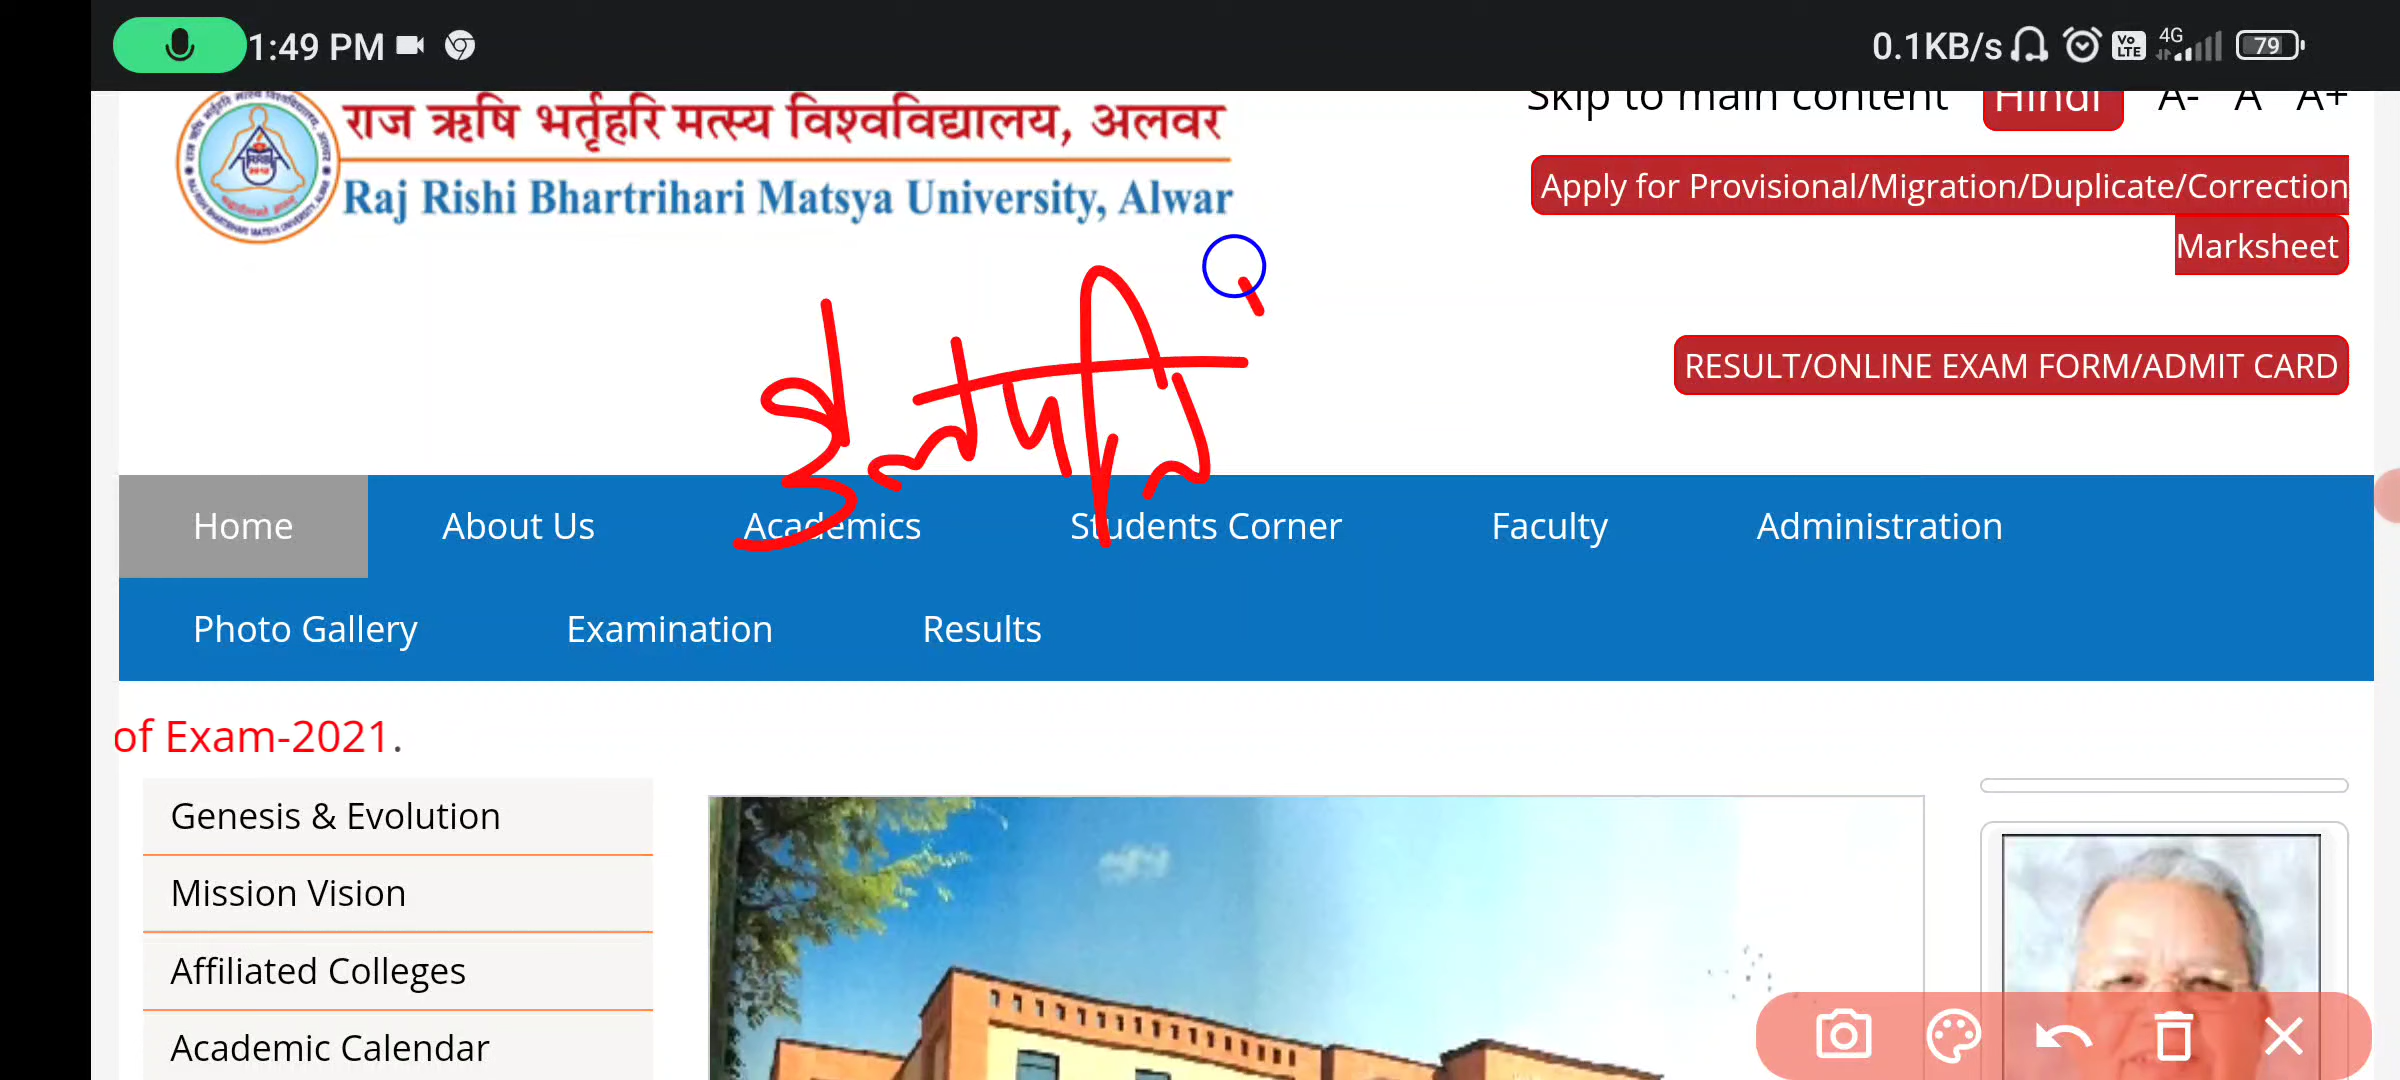 1:49 PM
0.1KB/s
Vo LTE
4G
79
राज ऋषि भर्तृहरि मत्स्य विश्वविद्यालय, अलवर
Raj Rishi Bhartrihari Matsya University, Alwar
Skip to main content Hindi A- A A+
Apply for Provisional/Migration/Duplicate/Correction
Marksheet
RESULT/ONLINE EXAM FORM/ADMIT CARD
Home About Us Academics Students Corner Faculty Administration
Photo Gallery Examination Results
of Exam-2021.
Genesis & Evolution
Mission Vision
Affiliated Colleges
Academic Calendar